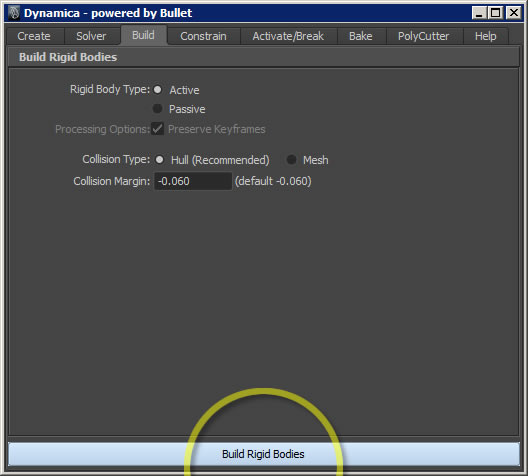 Dynamica - powered by Bullet
Create Solver Build Constrain Activate/Break Bake PolyCutter Help
Build Rigid Bodies
Rigid Body Type: Active
Passive
Processing Options: Preserve Keyframes
Collision Type: Hull (Recommended) Mesh
Collision Margin: -0.060 (default -0.060)
Build Rigid Bodies